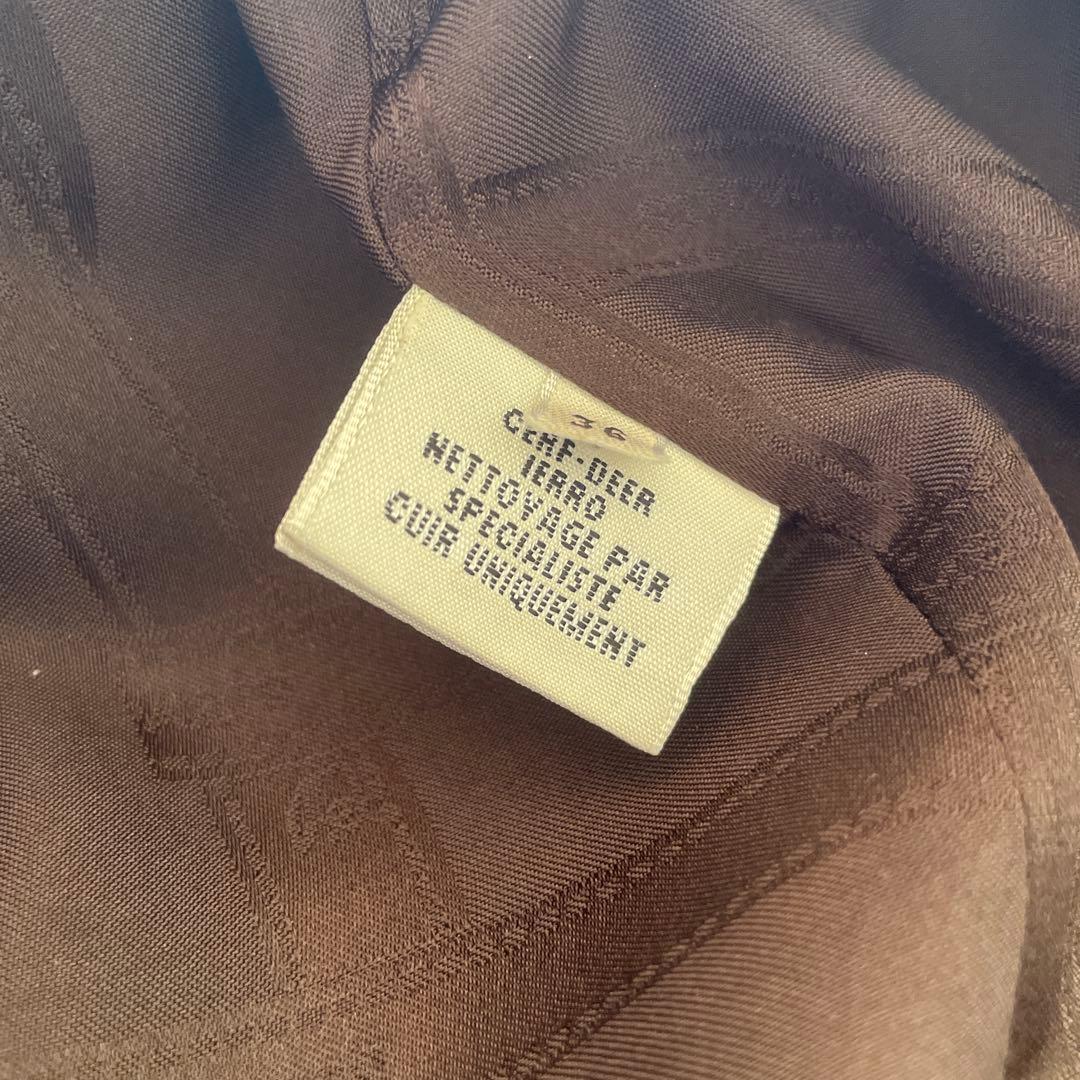 36
CERF-DEER
IERRO
NETTOYAGE PAR
SPECIALISTE
CUIR UNIQUEMENT